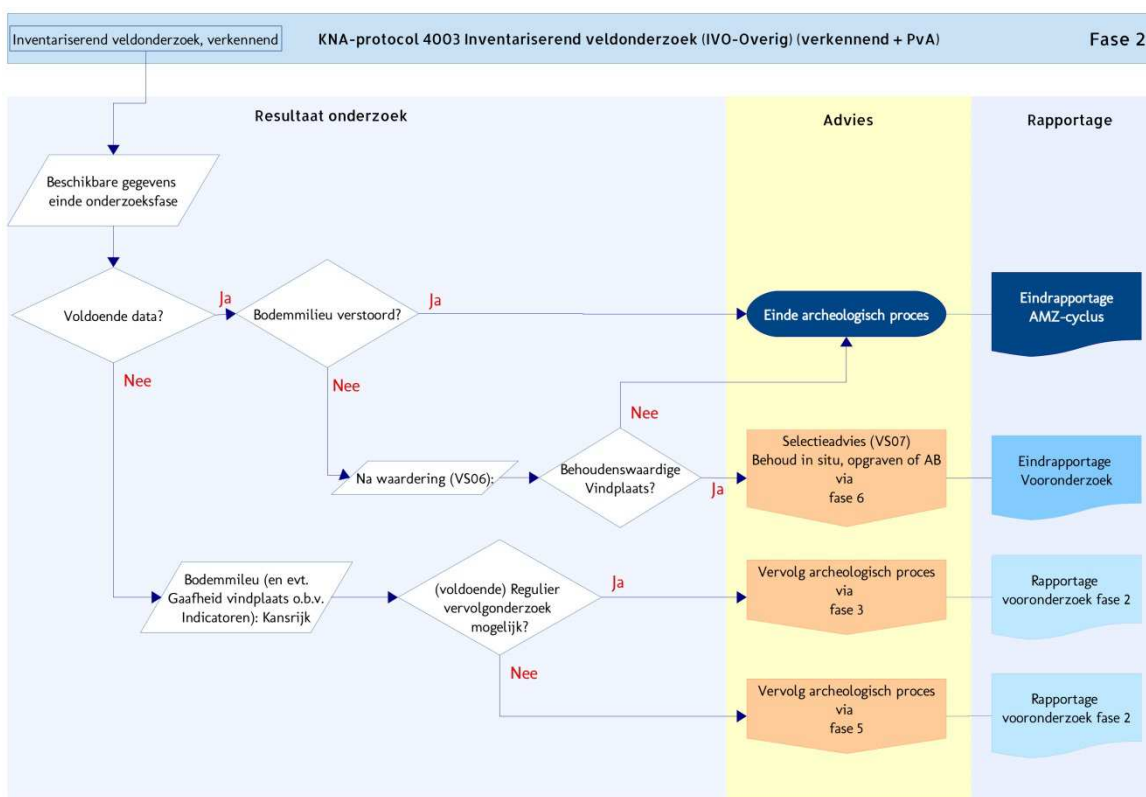 Inventariserend veldonderzoek, verkennend
KNA-protocol 4003 Inventariserend veldonderzoek (IVO-Overig) (verkennend + PvA)
Fase 2
Resultaat onderzoek
Advies
Rapportage
Beschikbare gegevens
einde onderzoeksfase
Voldoende data?
Ja
Bodemmilieu verstoord?
Ja
Einde archeologisch proces
Eindrapportage
AMZ-cyclus
Nee
Nee
Nee
Na waardering (VS06):
Behoudenswaardige
Vindplaats?
Ja
Selectieadvies (VS07)
Behoud in situ, opgraven of AB
via
fase 6
Eindrapportage
Vooronderzoek
Bodemmileu (en evt.
Gaafheid vindplaats o.b.v.
Indicatoren): Kansrijk
(voldoende) Regulier
vervolgonderzoek
mogelijk?
Ja
Vervolg archeologisch proces
via
fase 3
Rapportage
vooronderzoek fase 2
Nee
Vervolg archeologisch proces
via
fase 5
Rapportage
vooronderzoek fase 2